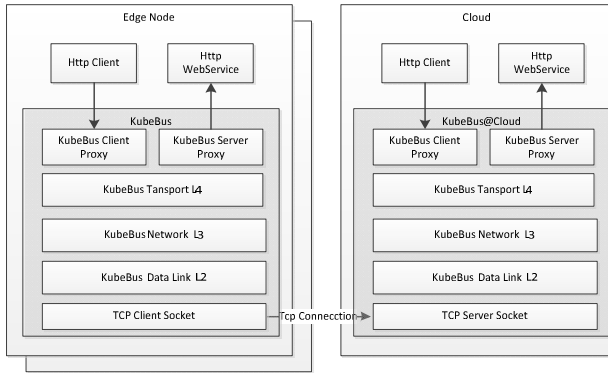 Edge Node
Http Client
Http
WebService
KubeBus
KubeBus Client
Proxy
KubeBus Server
Proxy
KubeBus Tansport L4
KubeBus Network L3
KubeBus Data Link L2
TCP Client Socket
Tcp Connecction
Cloud
Http Client
Http
WebService
KubeBus@Cloud
KubeBus Client
Proxy
KubeBus Server
Proxy
KubeBus Tansport L4
KubeBus Network L3
KubeBus Data Link L2
TCP Server Socket